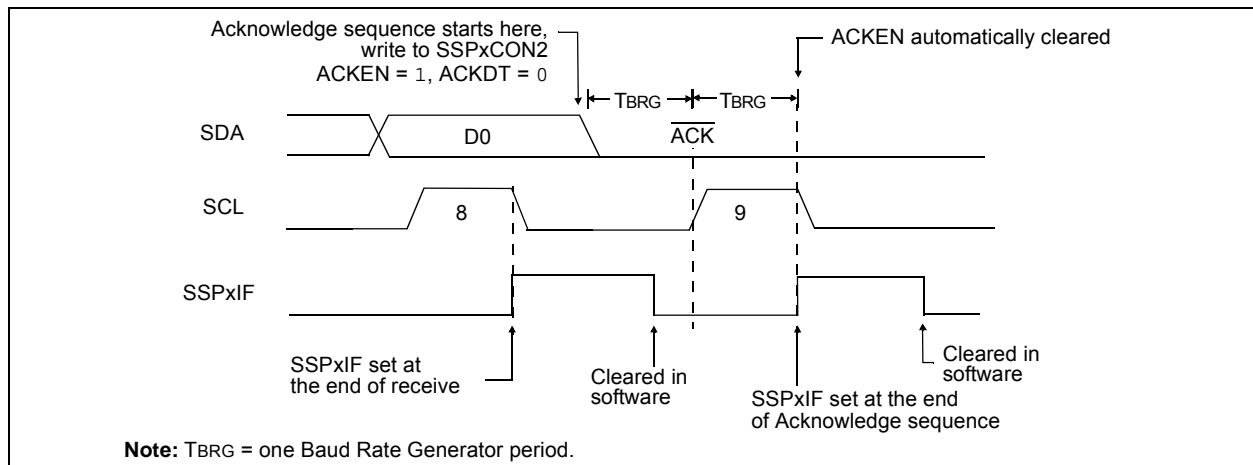 Acknowledge sequence starts here,
write to SSPxCON2
ACKEN = 1, ACKDT = 0
ACKEN automatically cleared
TBRG
TBRG
SDA
D0
ACK
SCL
8
9
SSPxIF
SSPxIF set at
the end of receive
Cleared in
software
SSPxIF set at the end
of Acknowledge sequence
Cleared in
software
Note: TBRG = one Baud Rate Generator period.